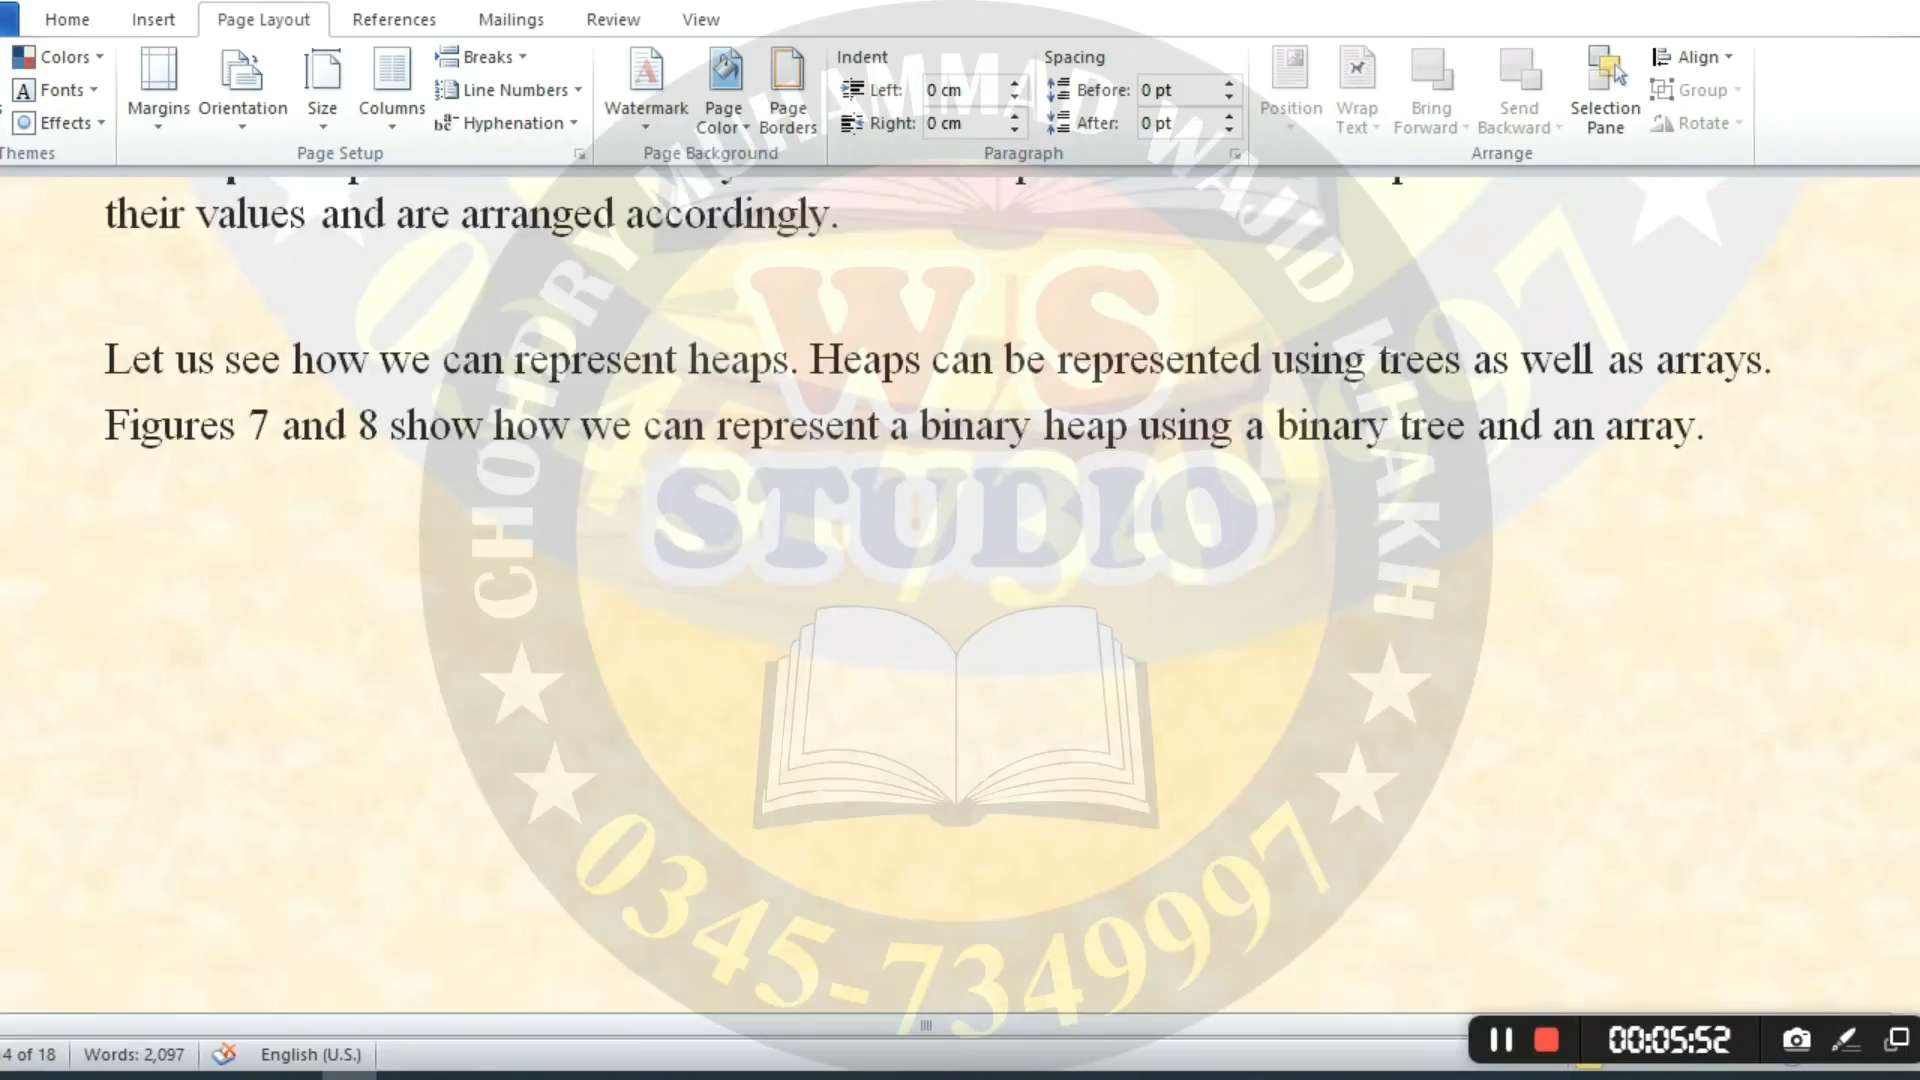 Home Insert Page Layout References Mailings Review View
Colors Breaks Indent Spacing Align
Fonts Line Numbers Left: 0 cm Before: 0 pt Group
Effects Margins Orientation Size Columns Hyphenation Watermark Page Color Page Borders Right: 0 cm After: 0 pt Position Wrap Text Bring Forward Send Backward Selection Pane Rotate
Themes Page Setup Page Background Paragraph Arrange
their values and are arranged accordingly.
Let us see how we can represent heaps. Heaps can be represented using trees as well as arrays.
Figures 7 and 8 show how we can represent a binary heap using a binary tree and an array.
CHOHDRY MUHAMMAD WAJID KHAKH
WS
STUDIO
0345-7349997
4 of 18 Words: 2,097 English (U.S.) 00:05:52